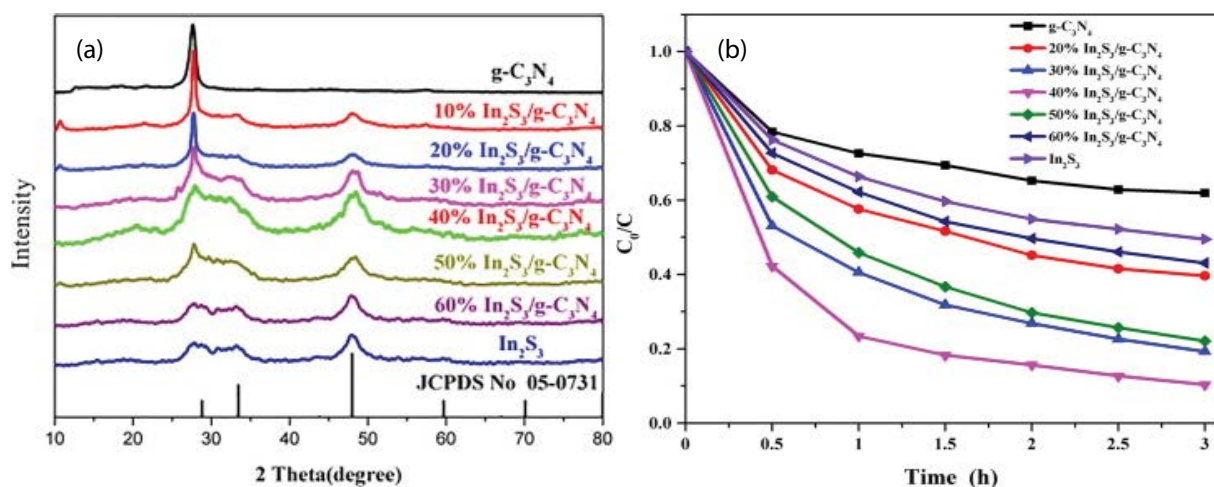 (a)
g-C₃N₄
10% In₂S₃/g-C₃N₄
20% In₂S₃/g-C₃N₄
30% In₂S₃/g-C₃N₄
40% In₂S₃/g-C₃N₄
50% In₂S₃/g-C₃N₄
60% In₂S₃/g-C₃N₄
In₂S₃
JCPDS No 05-0731
Intensity
10 20 30 40 50 60 70 80
2 Theta(degree)
(b)
g-C₃N₄
20% In₂S₃/g-C₃N₄
30% In₂S₃/g-C₃N₄
40% In₂S₃/g-C₃N₄
50% In₂S₃/g-C₃N₄
60% In₂S₃/g-C₃N₄
In₂S₃
1.0
0.8
0.6
0.4
0.2
0.0
C₀/C
0 0.5 1 1.5 2 2.5 3
Time (h)